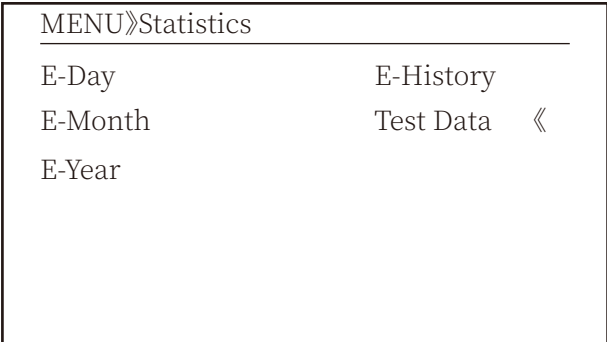 MENU》Statistics
E-Day E-History
E-Month Test Data 《
E-Year